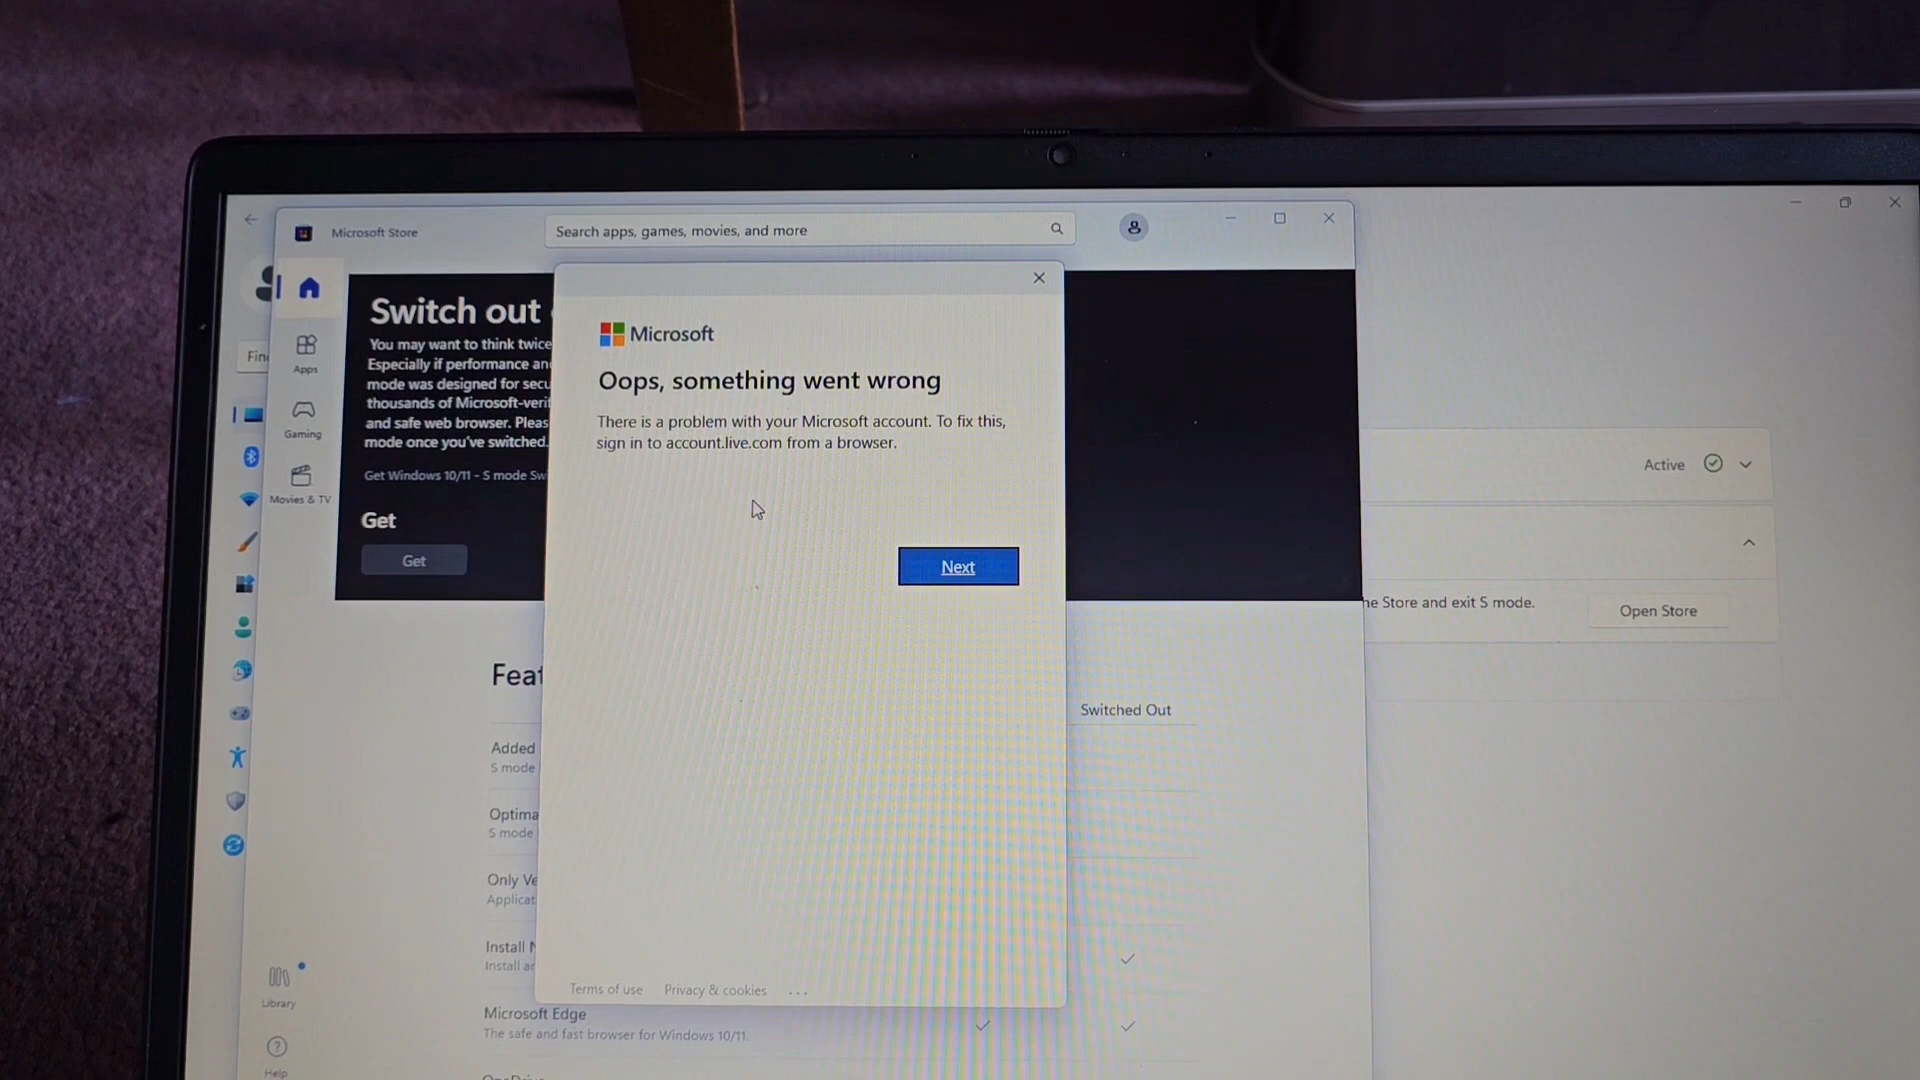 Microsoft Store
Search apps, games, movies, and more
Switch out
You may want to think twice
Especially if performance an
mode was designed for secu
thousands of Microsoft-verif
and safe web browser. Pleas
mode once you've switched.
Get Windows 10/11 - S mode Sw
Get
Get
Apps
Gaming
Movies & TV
Library
Help
Fin
Microsoft
Oops, something went wrong
There is a problem with your Microsoft account. To fix this,
sign in to account.live.com from a browser.
Next
Terms of use Privacy & cookies ...
Active
he Store and exit S mode.
Open Store
Feat
Switched Out
Added
S mode
Optima
S mode
Only Ve
Applicat
Install N
Install an
Microsoft Edge
The safe and fast browser for Windows 10/11.
OneDrive